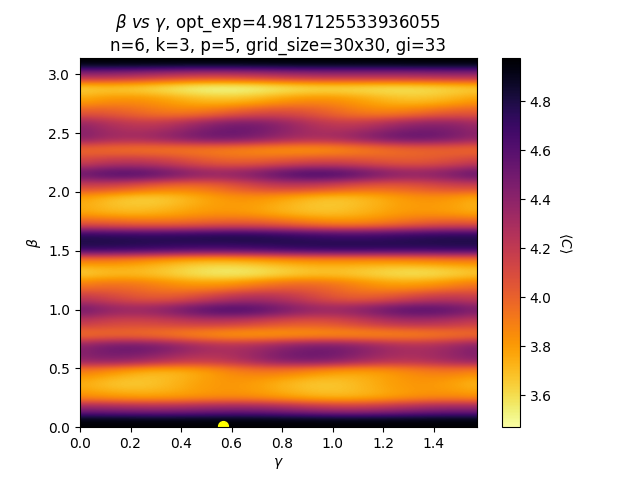 β vs γ, opt_exp=4.9817125533936055
n=6, k=3, p=5, grid_size=30x30, gi=33
3.0
2.5
2.0
1.5
1.0
0.5
0.0
β
0.0 0.2 0.4 0.6 0.8 1.0 1.2 1.4
γ
4.8
4.6
4.4
4.2
4.0
3.8
3.6
⟨C⟩